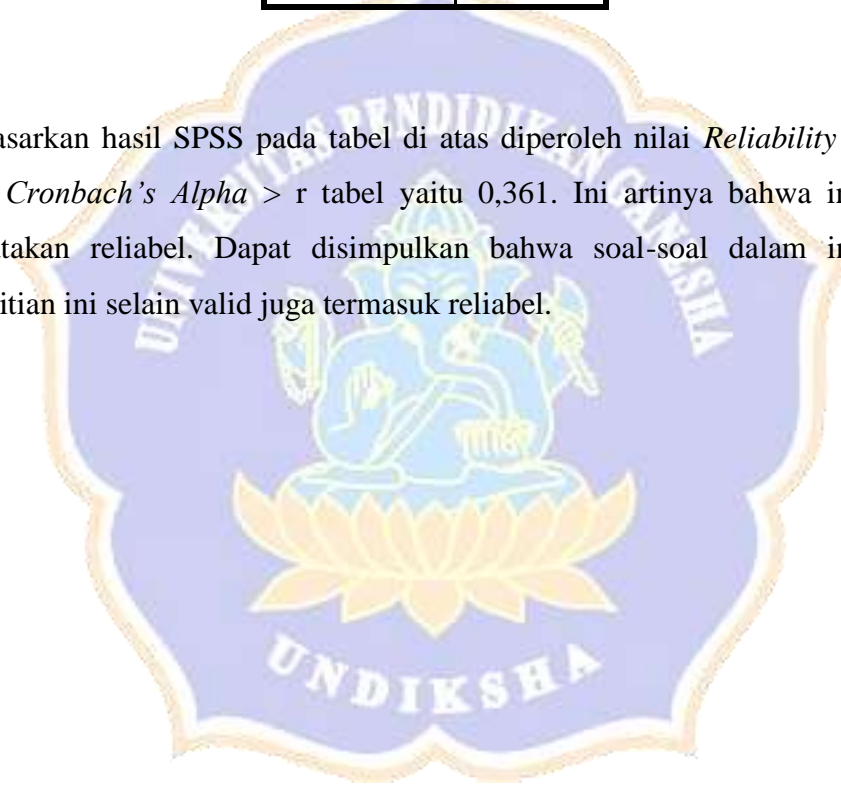 asarkan hasil SPSS pada tabel di atas diperoleh nilai Reliability
Cronbach's Alpha > r tabel yaitu 0,361. Ini artinya bahwa in
takan reliabel. Dapat disimpulkan bahwa soal-soal dalam in
itian ini selain valid juga termasuk reliabel.
UNIVERSITAS PENDIDIKAN GANESHA
UNDIKSHA